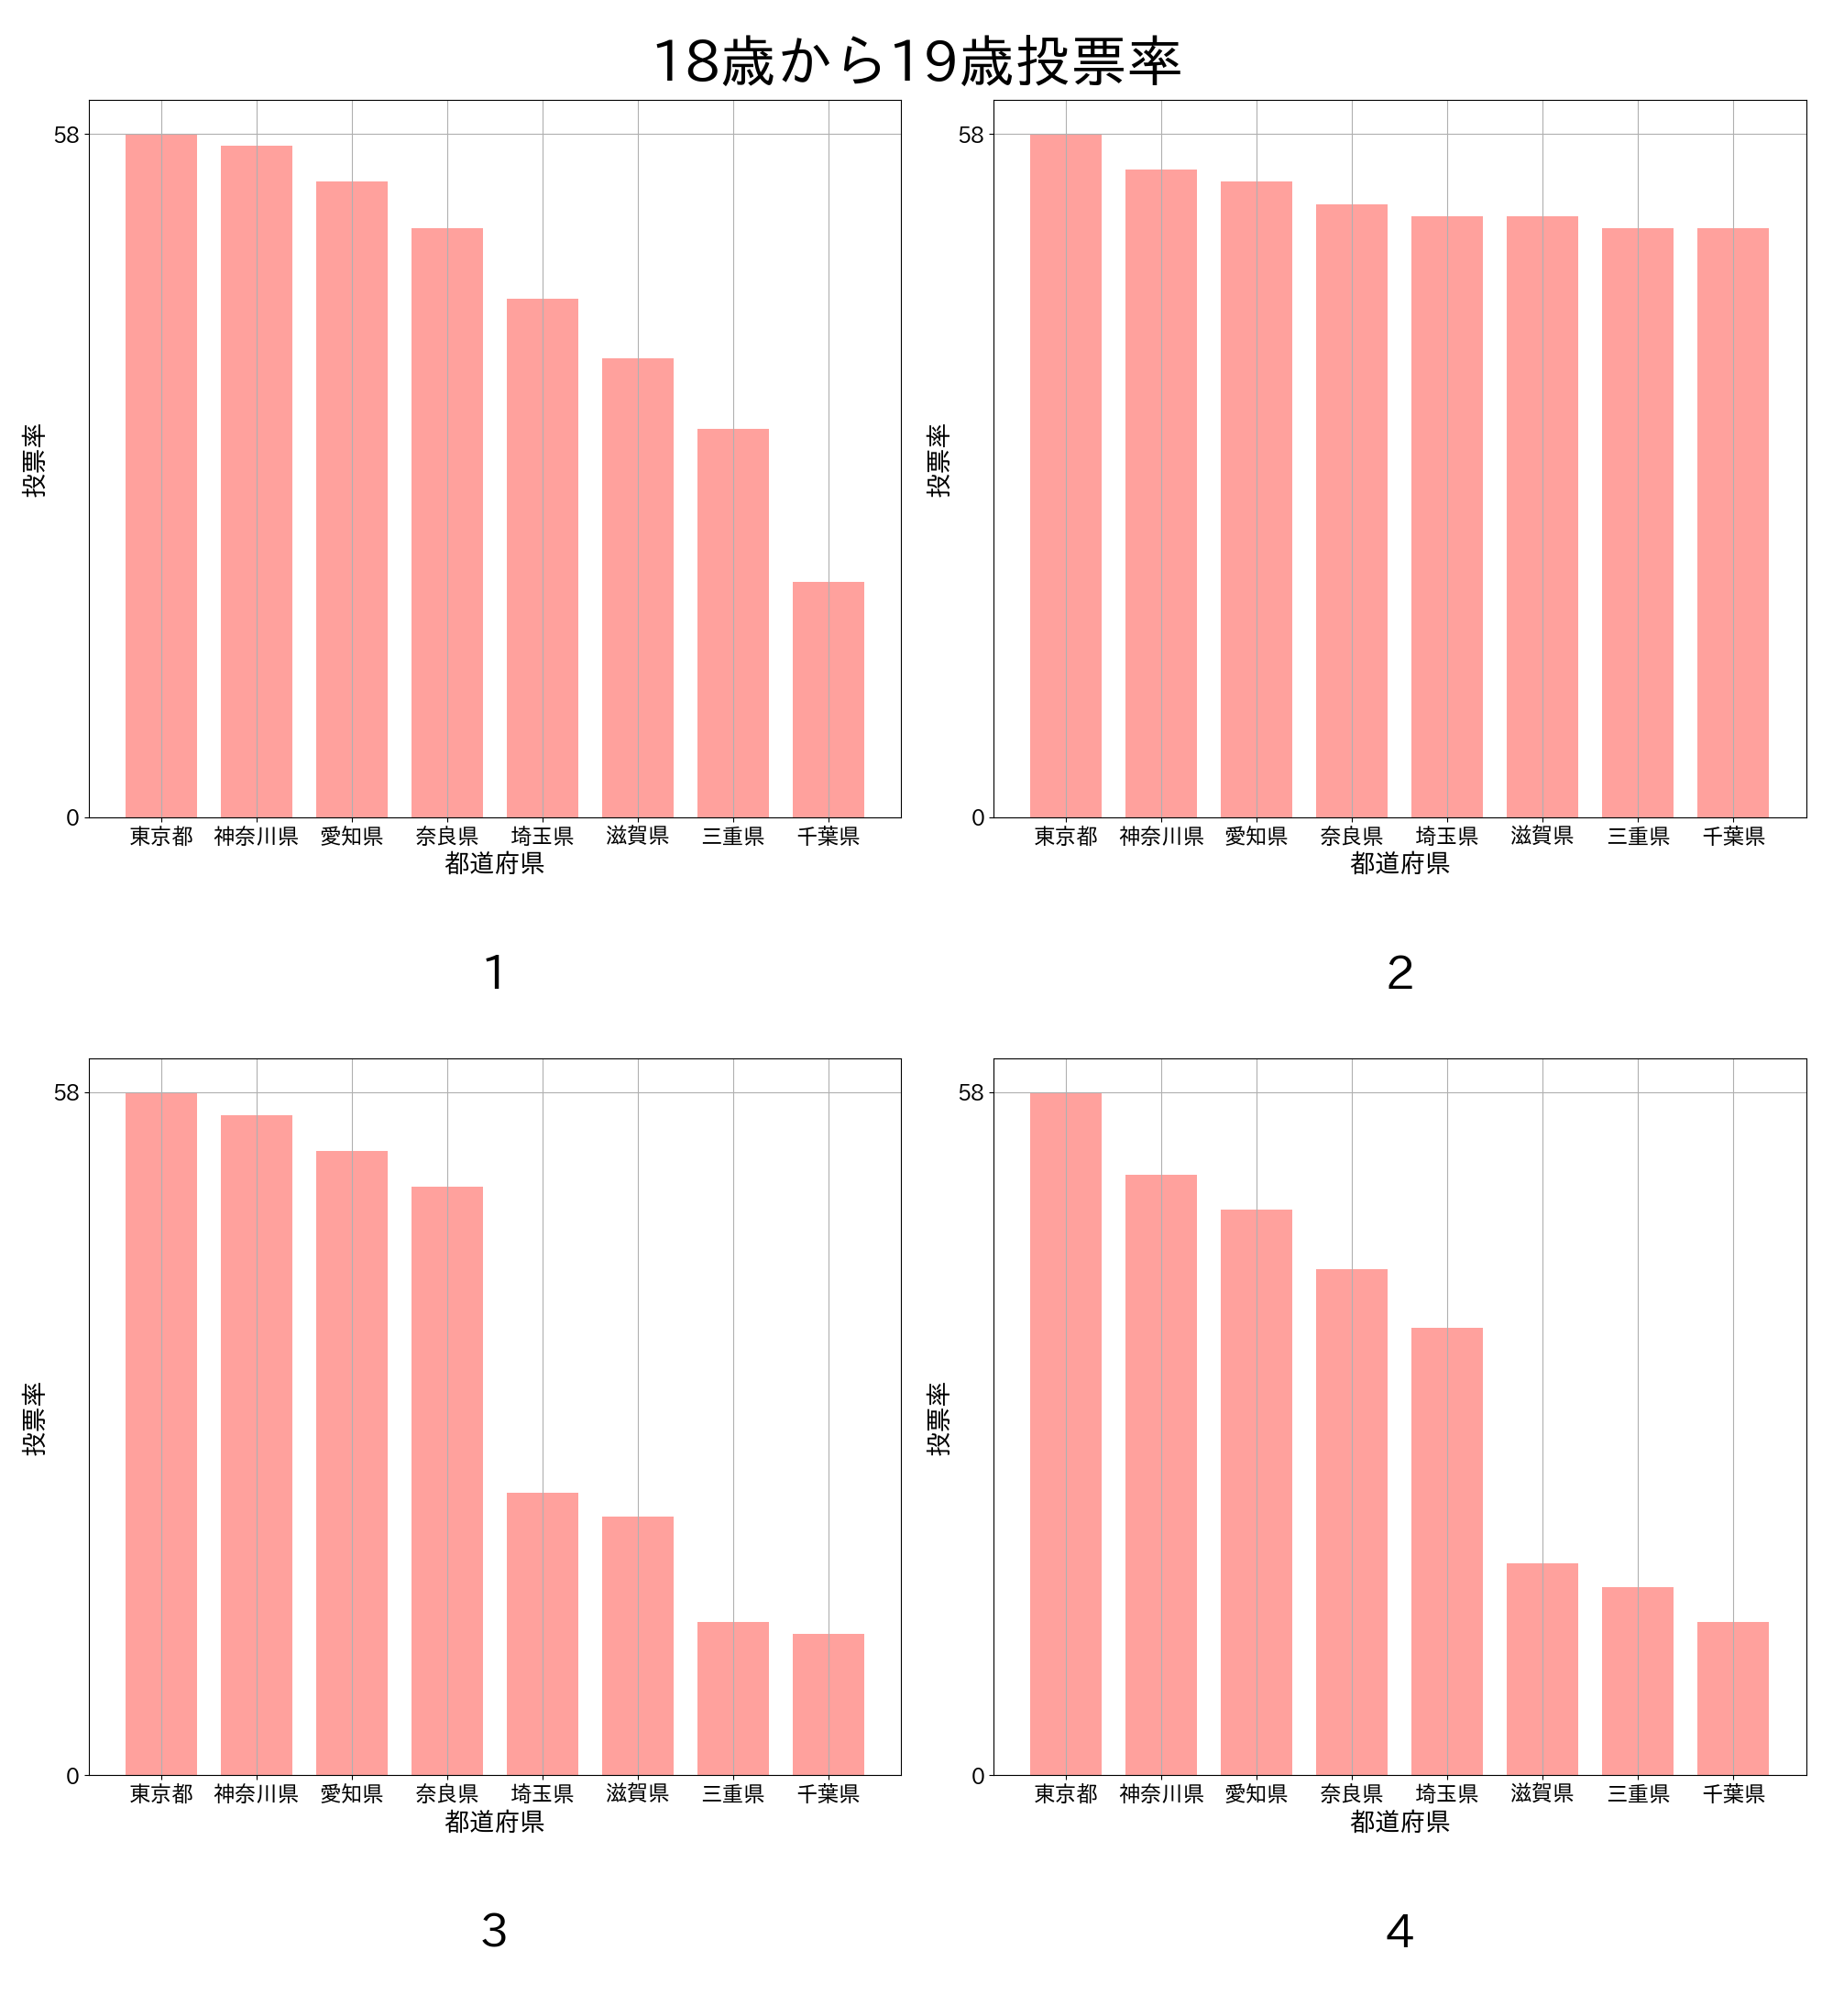 18歳から19歳投票率
58
0
投票率
東京都 神奈川県 愛知県 奈良県 埼玉県 滋賀県 三重県 千葉県
都道府県
1
58
0
投票率
東京都 神奈川県 愛知県 奈良県 埼玉県 滋賀県 三重県 千葉県
都道府県
2
58
0
投票率
東京都 神奈川県 愛知県 奈良県 埼玉県 滋賀県 三重県 千葉県
都道府県
3
58
0
投票率
東京都 神奈川県 愛知県 奈良県 埼玉県 滋賀県 三重県 千葉県
都道府県
4